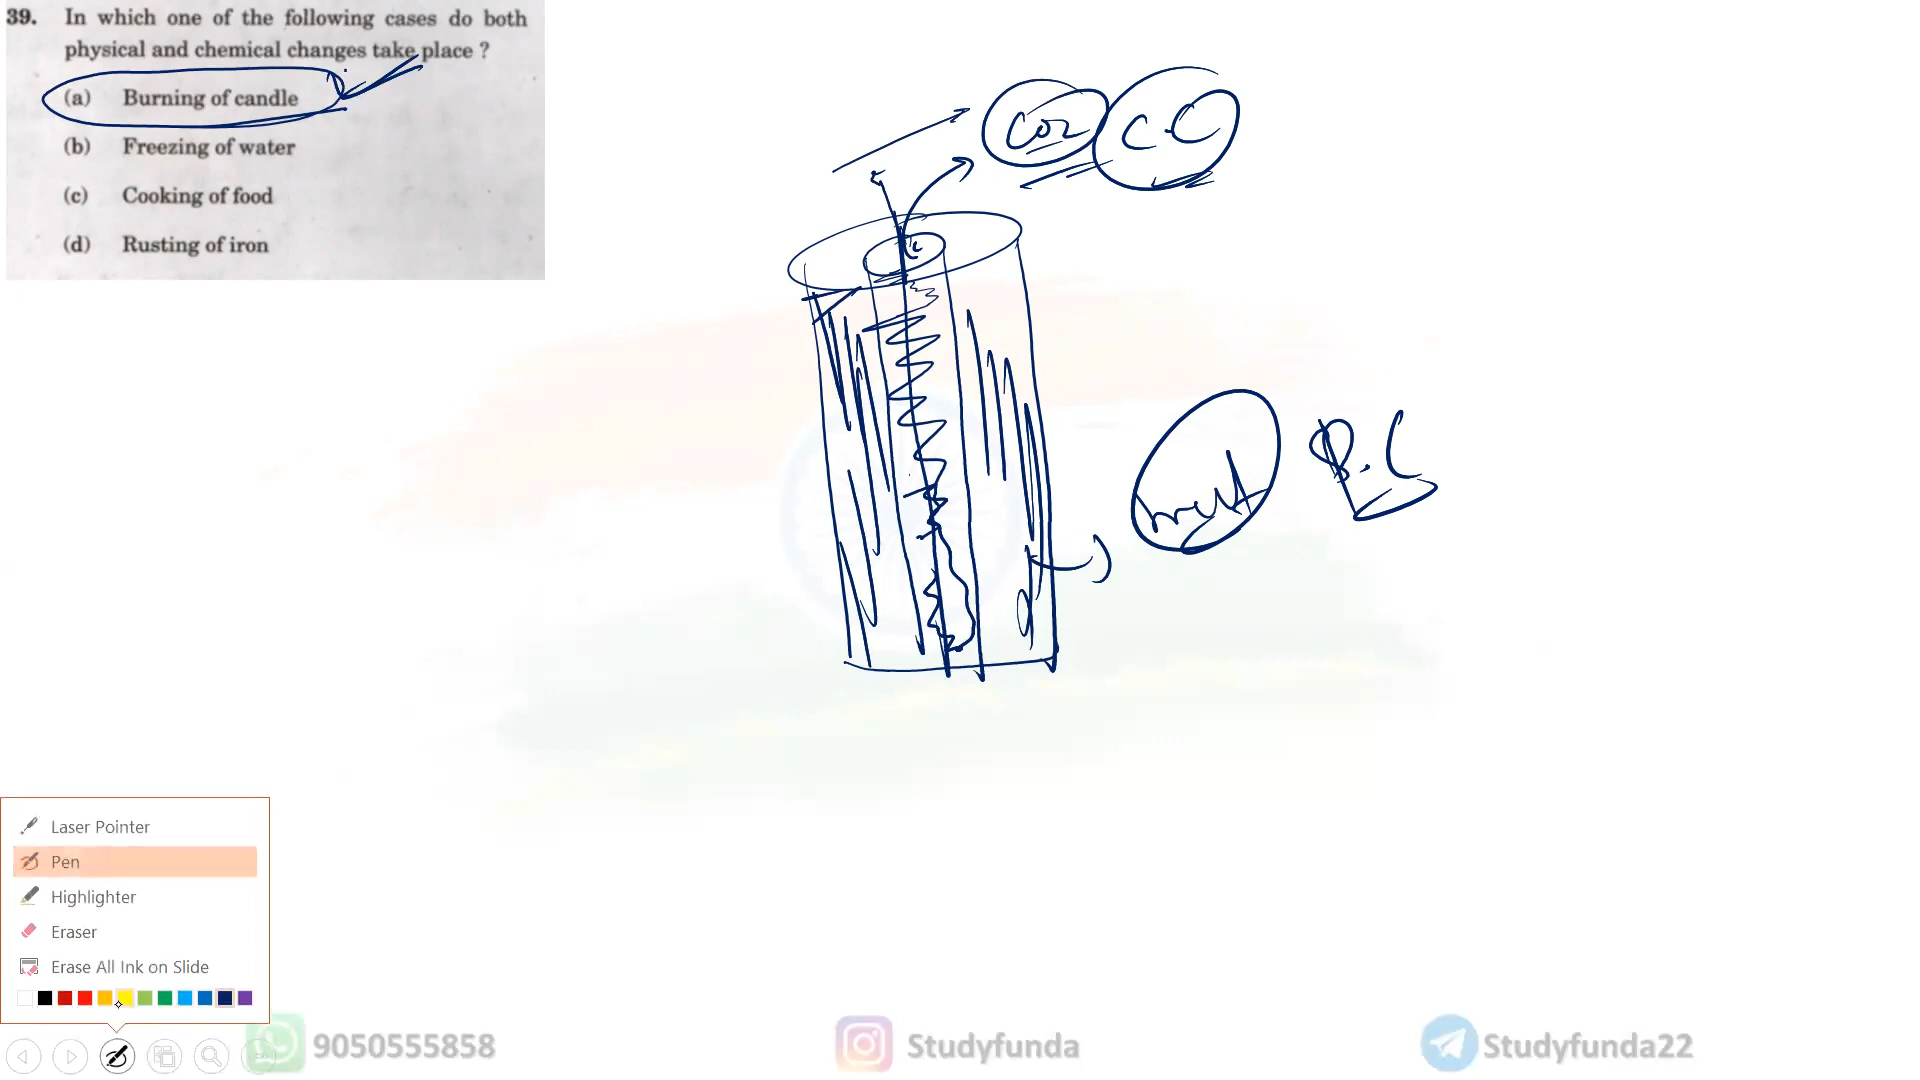 39. In which one of the following cases do both
physical and chemical changes take place ?
(a) Burning of candle
(b) Freezing of water
(c) Cooking of food
(d) Rusting of iron
CO2 C.C
melt P.C
Laser Pointer
Pen
Highlighter
Eraser
Erase All Ink on Slide
9050555858 Studyfunda Studyfunda22